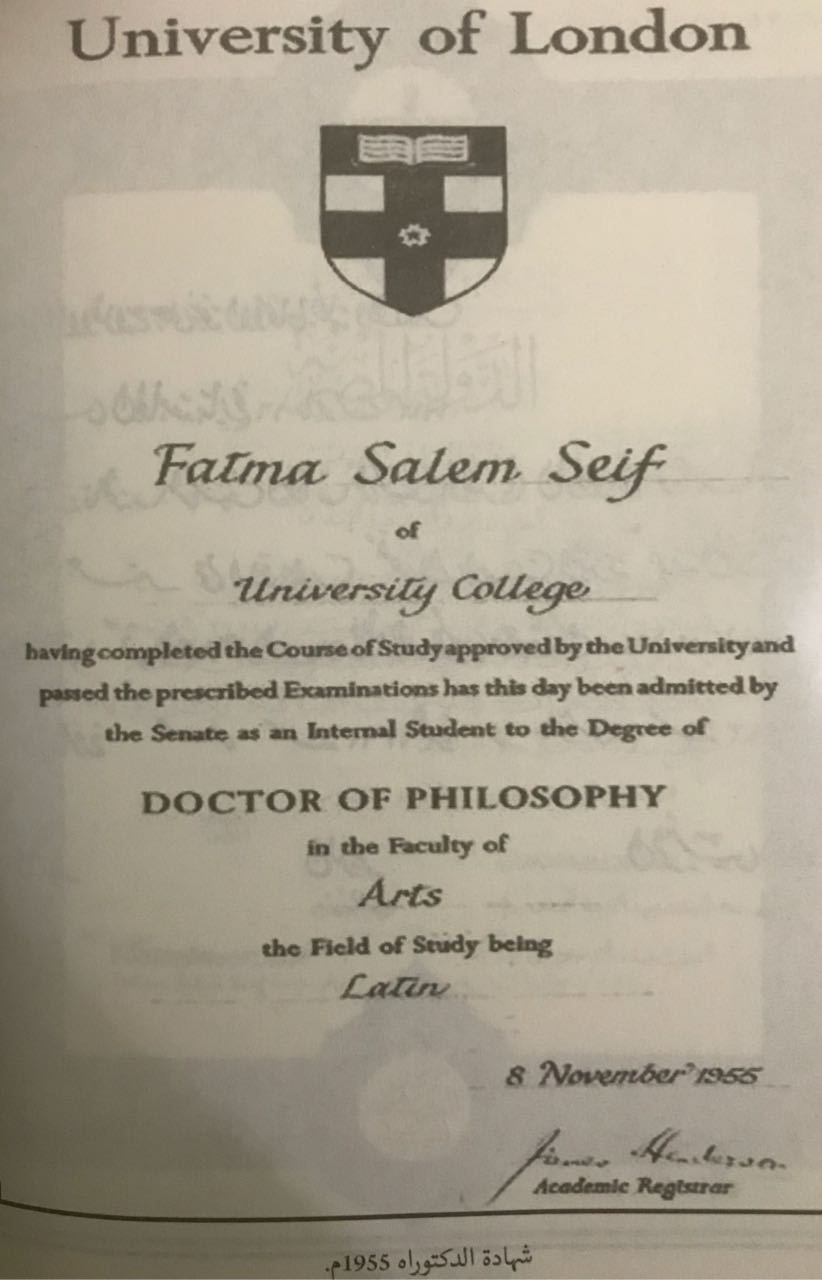 University of London
Fatma Salem Seif
of
University College
having completed the Course of Study approved by the University and
passed the prescribed Examinations has this day been admitted by
the Senate as an Internal Student to the Degree of
DOCTOR OF PHILOSOPHY
in the Faculty of
Arts
the Field of Study being
Latin
8 November 1955
James Henderson
Academic Registrar
شهادة الدكتوراه 1955م.